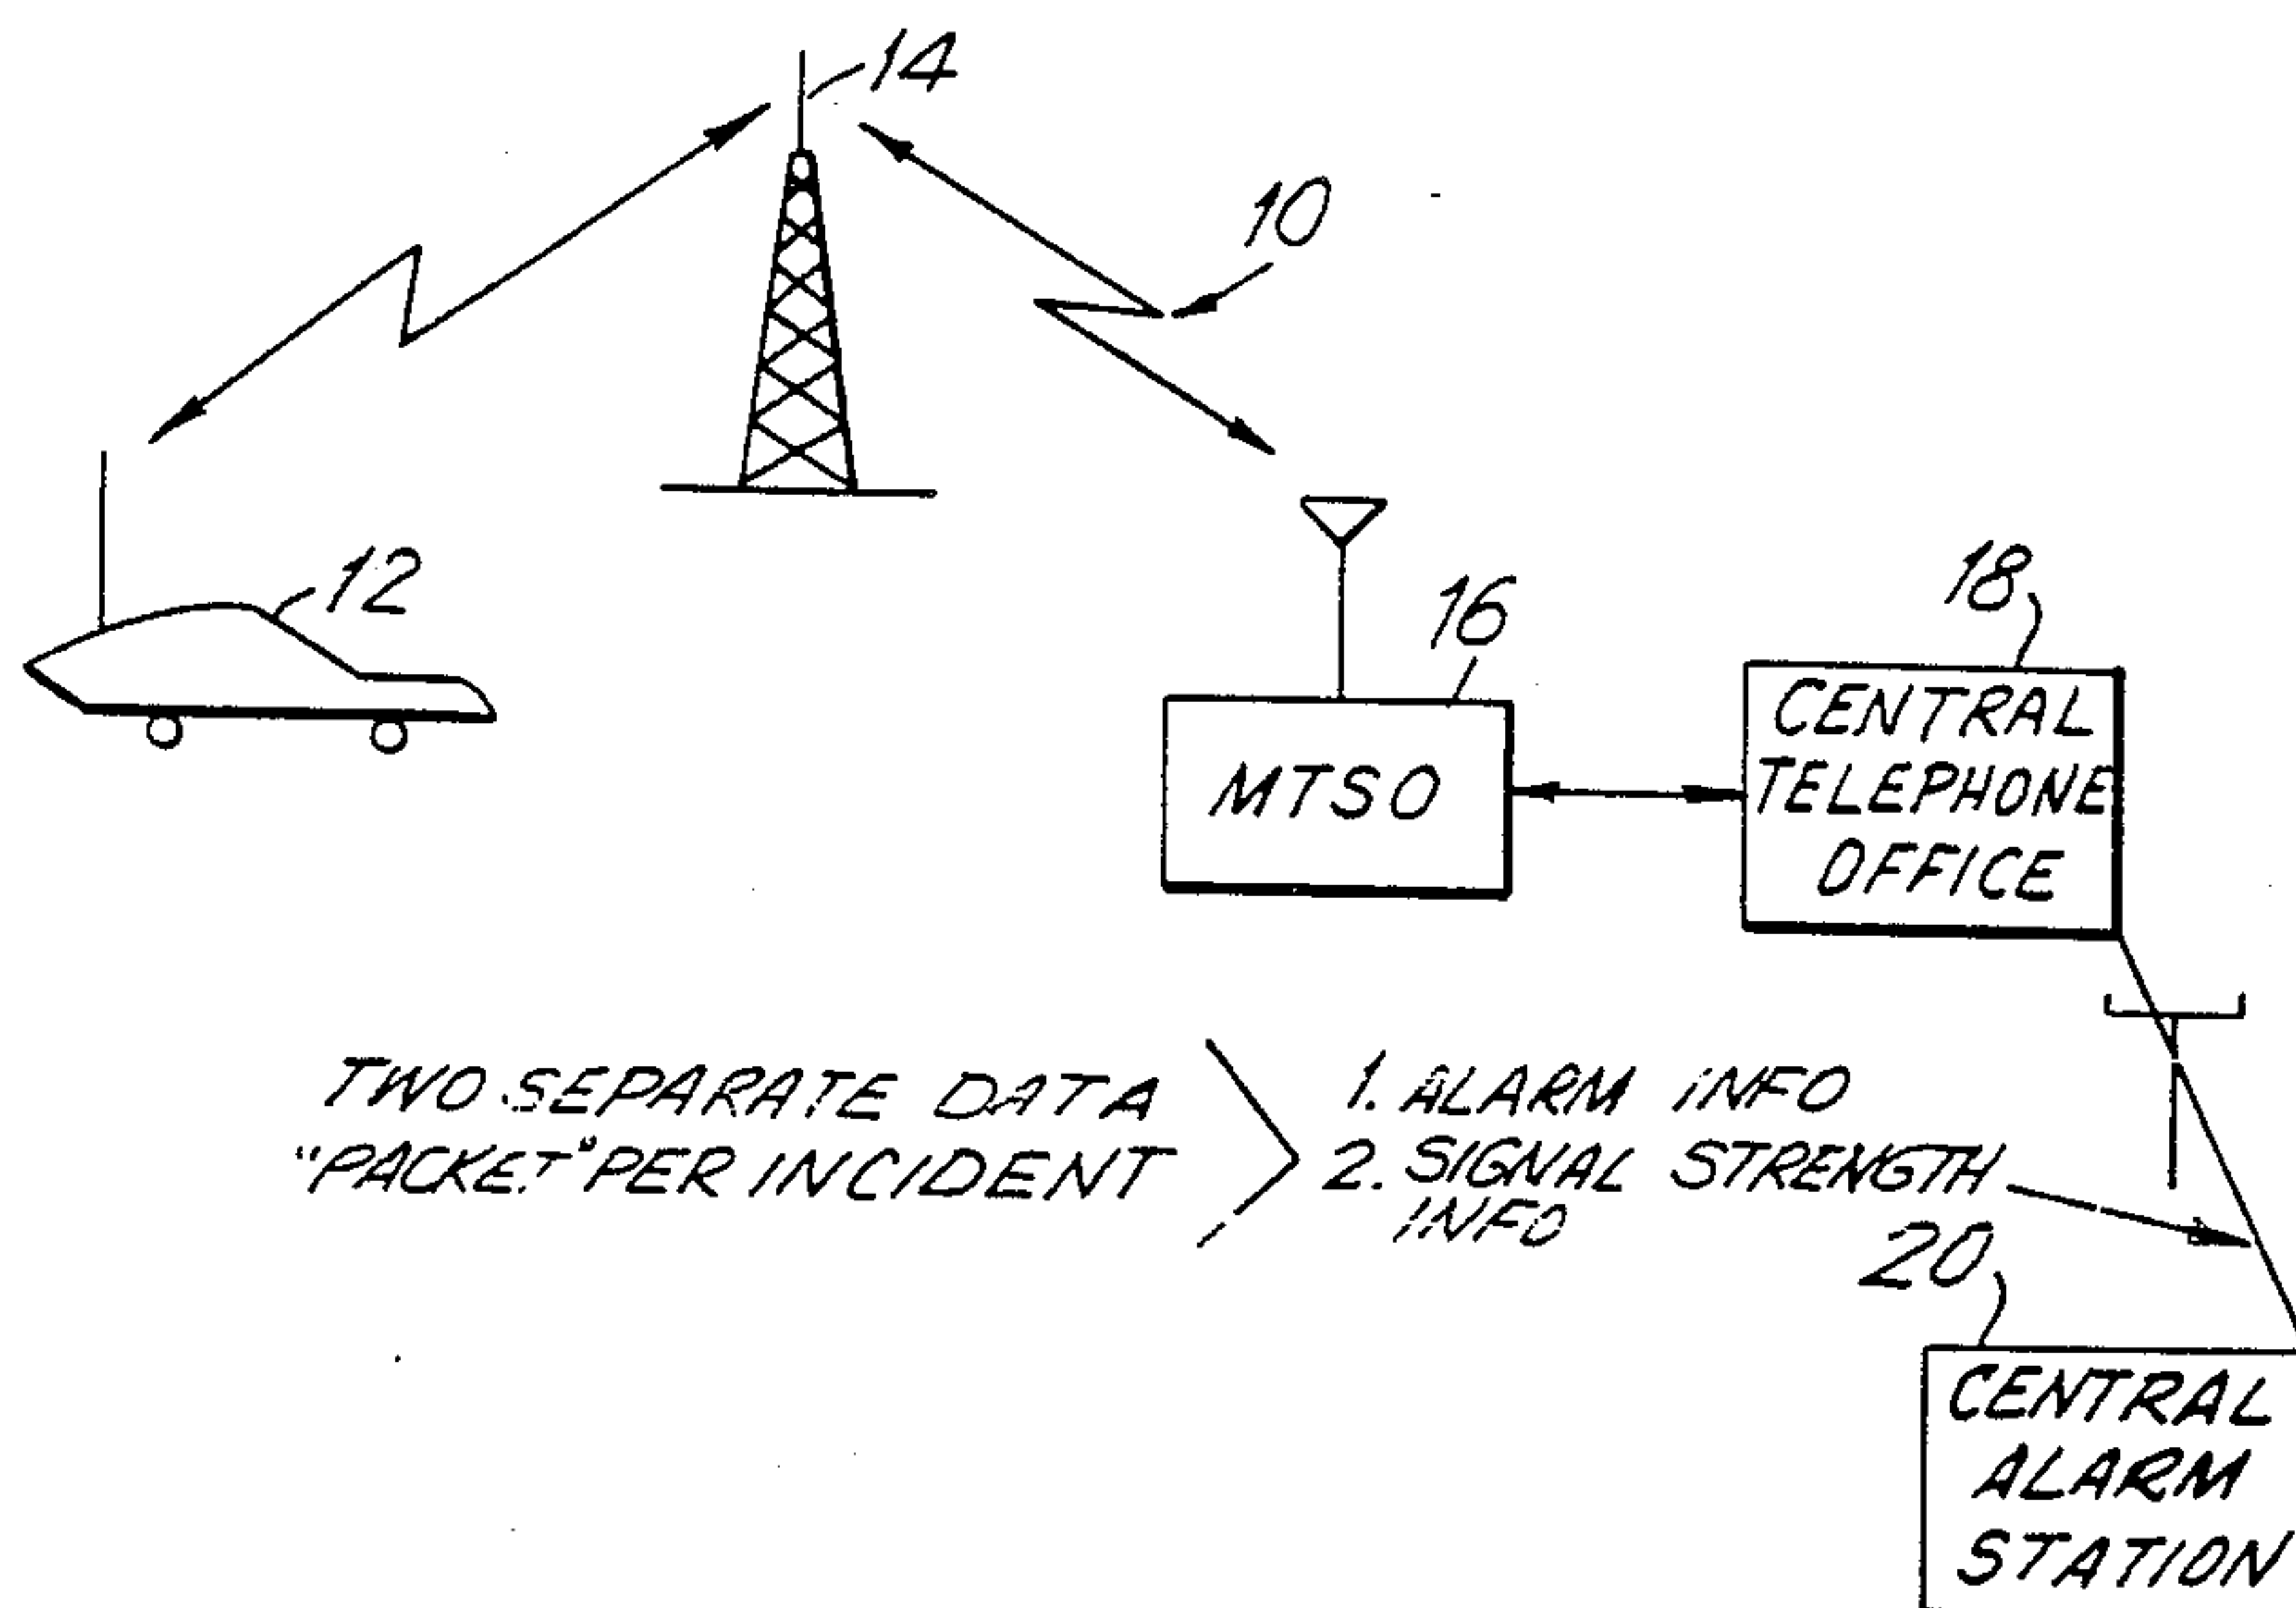 14
10
12
16
18
MTSO
CENTRAL
TELEPHONE
OFFICE
TWO SEPARATE DATA
"PACKET" PER INCIDENT
1. ALARM INFO
2. SIGNAL STRENGTH
INFO
20
CENTRAL
ALARM
STATION